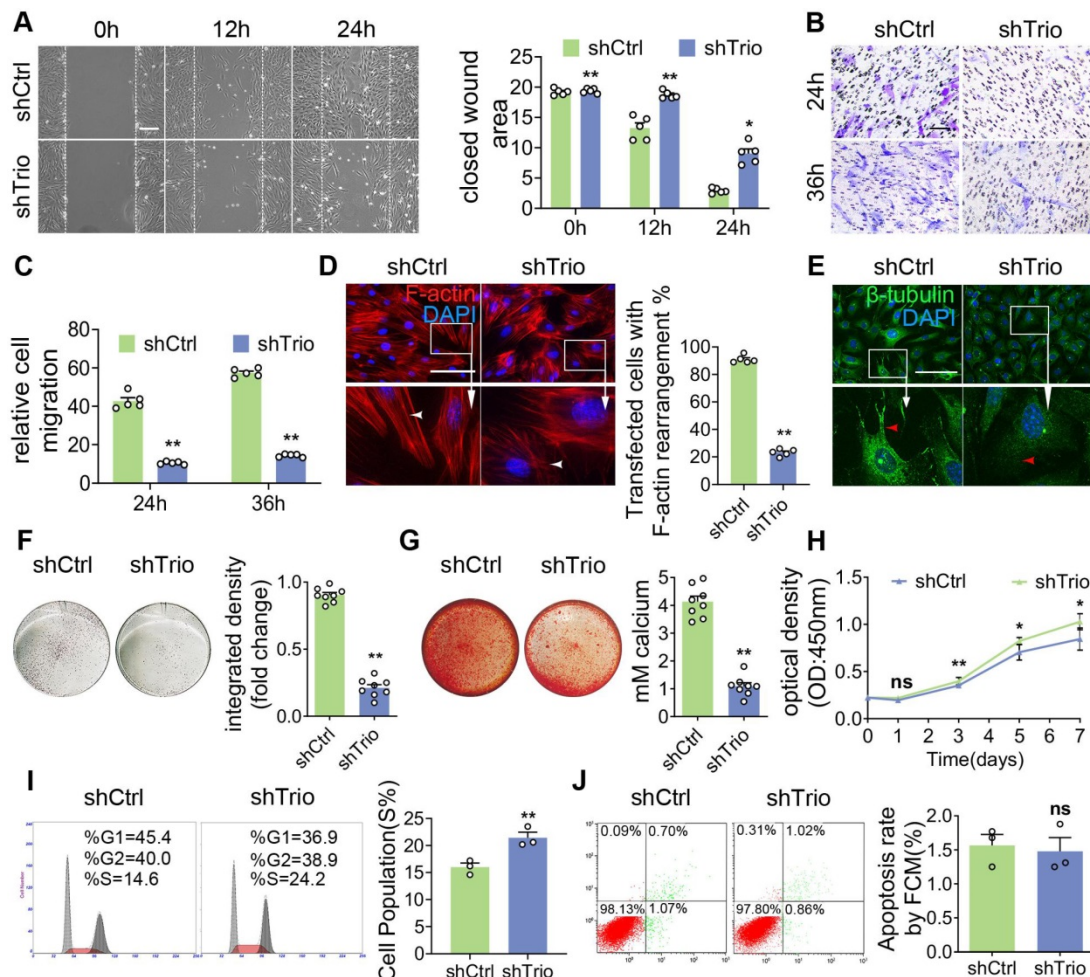 A
0h 12h 24h
shCtrl
shTrio
shCtrl shTrio
closed wound
area
25
20
15
10
5
0
** ** *
0h 12h 24h
B
shCtrl shTrio
24h
36h
C
shCtrl shTrio
relative cell
migration
80
60
40
20
0
** **
24h 36h
D
shCtrl shTrio
F-actin
DAPI
Transfected cells with
F-actin rearrangement %
100
80
60
40
20
0
**
shCtrl
shTrio
E
shCtrl shTrio
β-tubulin
DAPI
F
shCtrl shTrio
integrated density
(fold change)
1.0
0.5
0.0
**
shCtrl
shTrio
G
shCtrl shTrio
mM calcium
6
5
4
3
2
1
0
**
shCtrl
shTrio
H
shCtrl shTrio
optical density
(OD:450nm)
1.5
1.0
0.5
0.0
ns ** * *
0 1 2 3 4 5 6 7
Time(days)
I
shCtrl shTrio
%G1=45.4
%G2=40.0
%S=14.6
%G1=36.9
%G2=38.9
%S=24.2
Cell Number
Cell Population(S%)
25
20
15
10
5
0
**
shCtrl shTrio
J
shCtrl shTrio
0.09% 0.70%
98.13% 1.07%
0.31% 1.02%
97.80% 0.86%
Apoptosis rate
by FCM(%)
2.0
1.5
1.0
0.5
0.0
ns
shCtrl shTrio